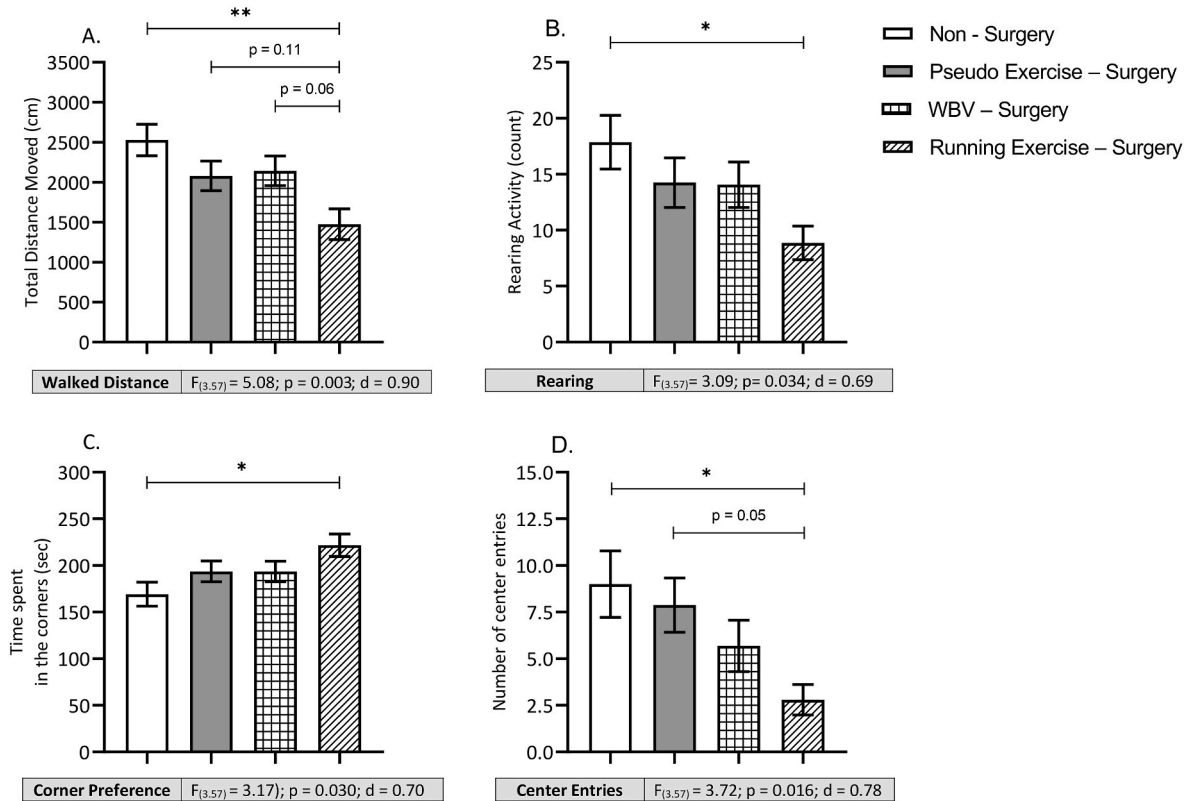 A.
**
p = 0.11
p = 0.06
Total Distance Moved (cm)
3500
3000
2500
2000
1500
1000
500
0
Walked Distance F(3.57) = 5.08; p = 0.003; d = 0.90
B.
*
Rearing Activity (count)
25
20
15
10
5
0
Rearing F(3.57) = 3.09; p= 0.034; d = 0.69
Non - Surgery
Pseudo Exercise – Surgery
WBV – Surgery
Running Exercise – Surgery
C.
*
Time spent
in the corners (sec)
300
250
200
150
100
50
0
Corner Preference F(3.57) = 3.17); p = 0.030; d = 0.70
D.
*
p = 0.05
Number of center entries
15.0
12.5
10.0
7.5
5.0
2.5
0.0
Center Entries F(3.57) = 3.72; p = 0.016; d = 0.78